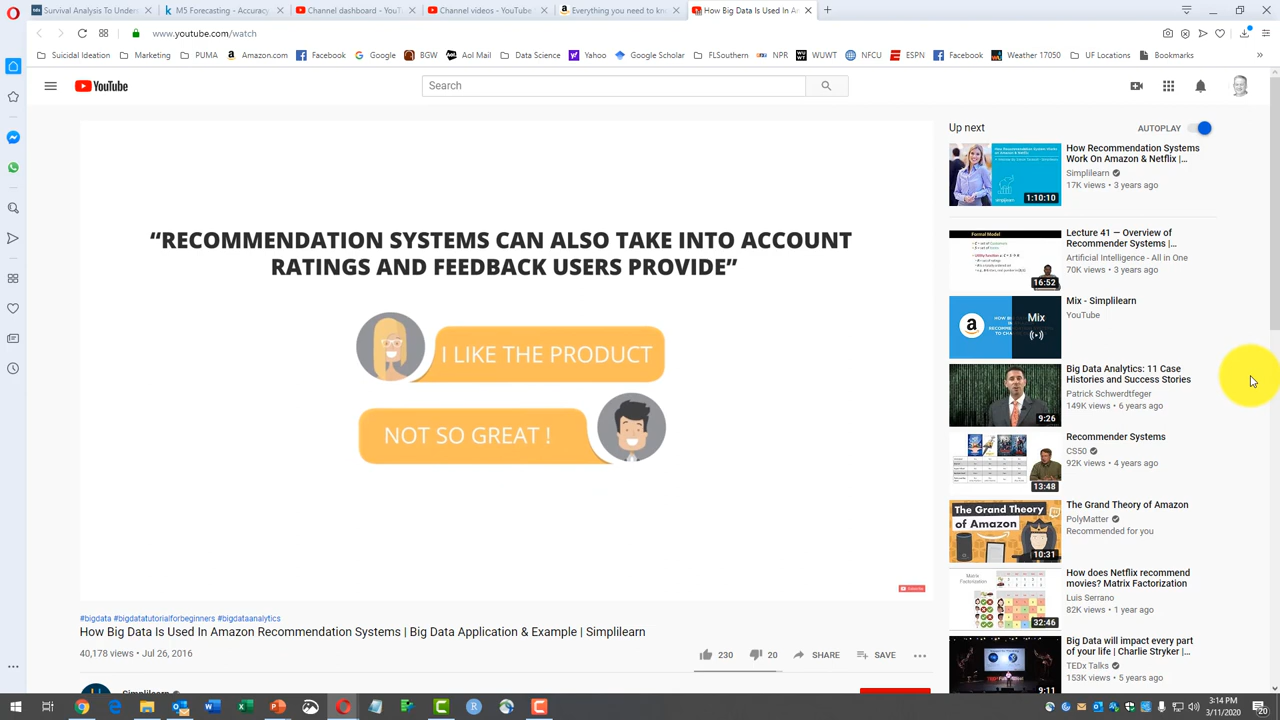 Survival Analysis To Unders
M5 Forecasting - Accuracy
Channel dashboard - YouT
Channel videos - YouTube
Everything you need to kn
How Big Data Is Used In A
www.youtube.com/watch
Suicidal Ideation
Marketing
PUMA
Amazon.com
Facebook
Google
BGW
Aol Mail
Data Science
Yahoo
Google Scholar
FLSouthern
NPR
WUWT
NFCU
ESPN
Facebook
Weather 17050
UF Locations
Bookmarks
YouTube
Search
"RECOMMENDATION SYSTEMS CAN ALSO TAKE INTO ACCOUNT
RATINGS AND FEEDBACK USERS PROVIDE"
I LIKE THE PRODUCT
NOT SO GREAT !
Subscribe
#bigdata #bigdatatutorialforbeginners #bigdataanalytics
How Big Data Is Used In Amazon Recommendation Systems | Big Data Application & Example | Simplilearn
40,178 views • Jul 26, 2016
230
20
SHARE
SAVE
Simplilearn
Up next
AUTOPLAY
1:10:10
How Recommendation Systems
Work On Amazon & Netflix |...
Simplilearn
17K views • 3 years ago
Formal Model
16:52
Lecture 41 — Overview of
Recommender Systems |...
Artificial Intelligence - All in One
70K views • 3 years ago
Mix
Mix - Simplilearn
YouTube
9:26
Big Data Analytics: 11 Case
Histories and Success Stories
Patrick Schwerdtfeger
149K views • 6 years ago
13:48
Recommender Systems
CS50
92K views • 4 years ago
The Grand Theory
of Amazon
10:31
The Grand Theory of Amazon
PolyMatter
Recommended for you
Matrix
Factorization
32:46
How does Netflix recommend
movies? Matrix Factorization
Luis Serrano
82K views • 1 year ago
9:11
Big Data will impact every part
of your life | Charlie Stryker |...
TEDx Talks
153K views • 5 years ago
3:14 PM
3/11/2020
20